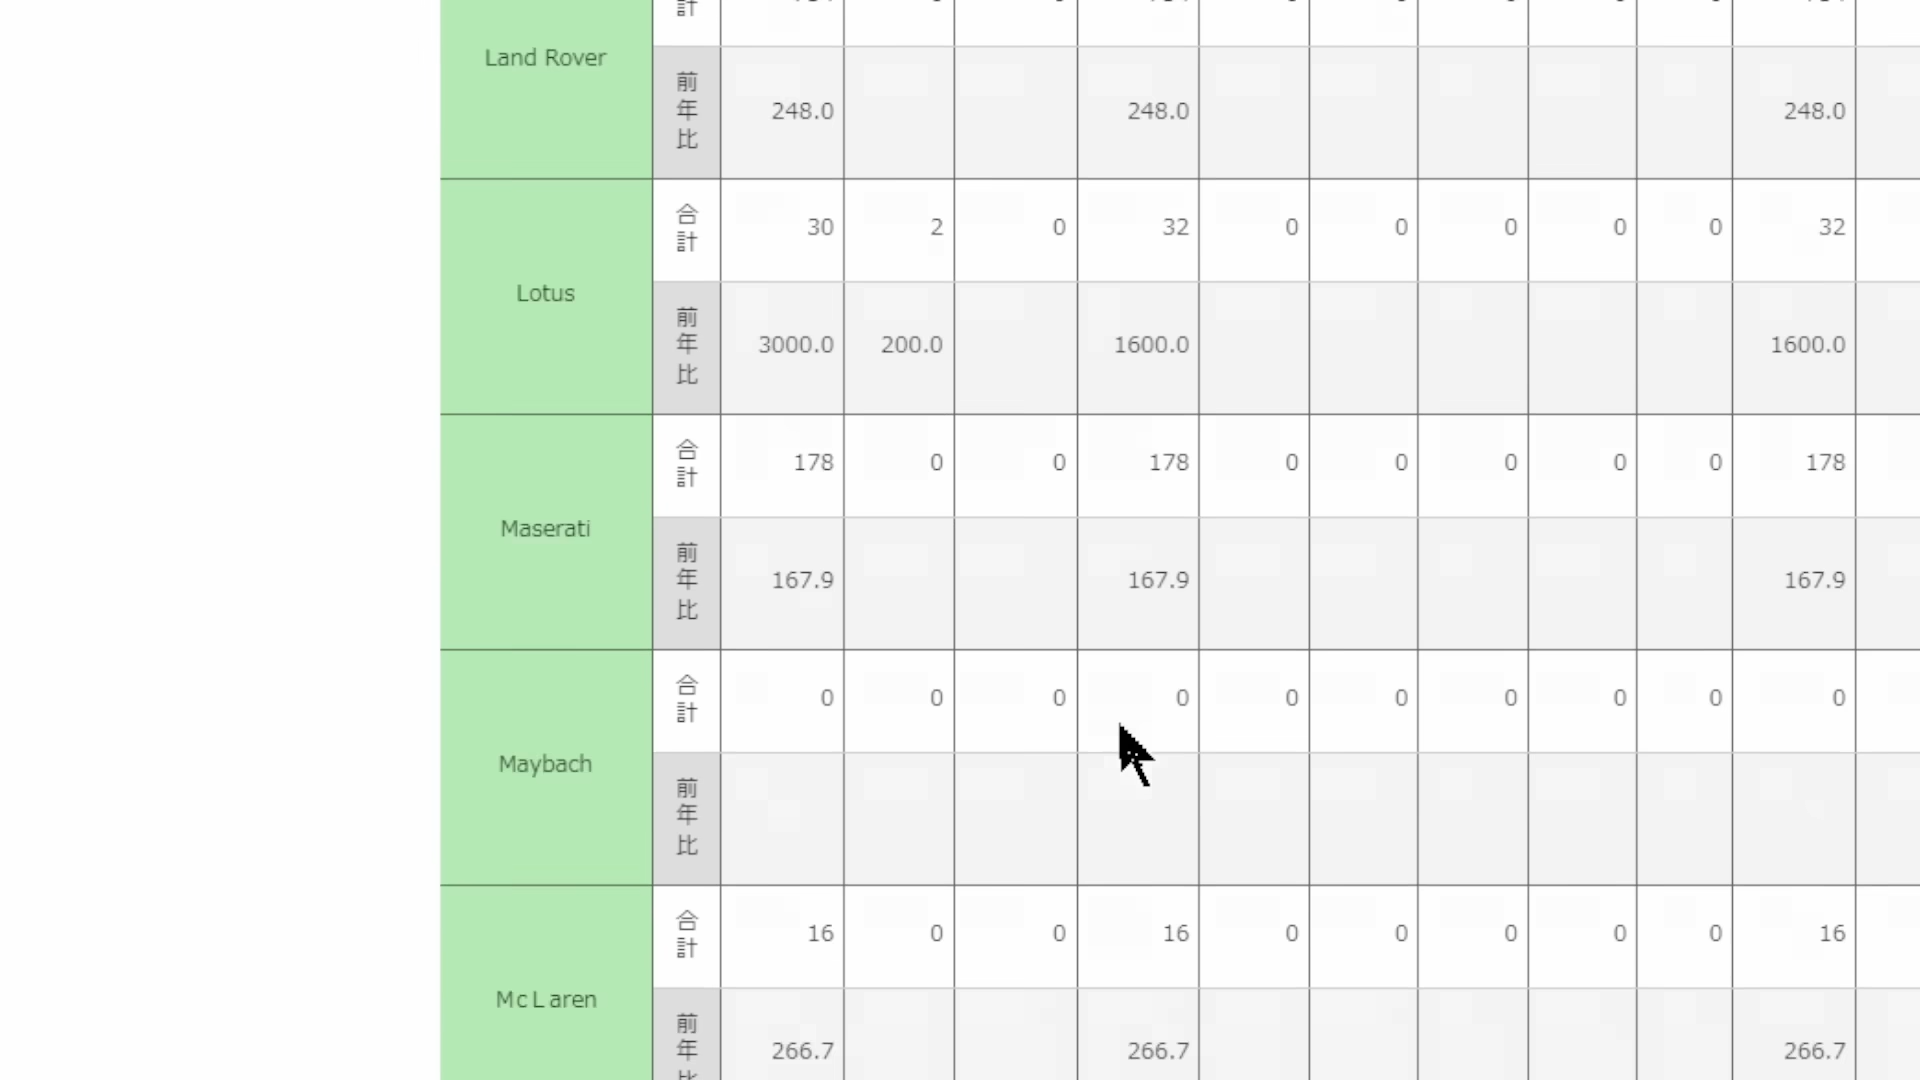 Land Rover
計
前年比 248.0 248.0 248.0
Lotus
合計 30 2 0 32 0 0 0 0 0 32
前年比 3000.0 200.0 1600.0 1600.0
Maserati
合計 178 0 0 178 0 0 0 0 0 178
前年比 167.9 167.9 167.9
Maybach
合計 0 0 0 0 0 0 0 0 0 0
前年比
McLaren
合計 16 0 0 16 0 0 0 0 0 16
前年 266.7 266.7 266.7